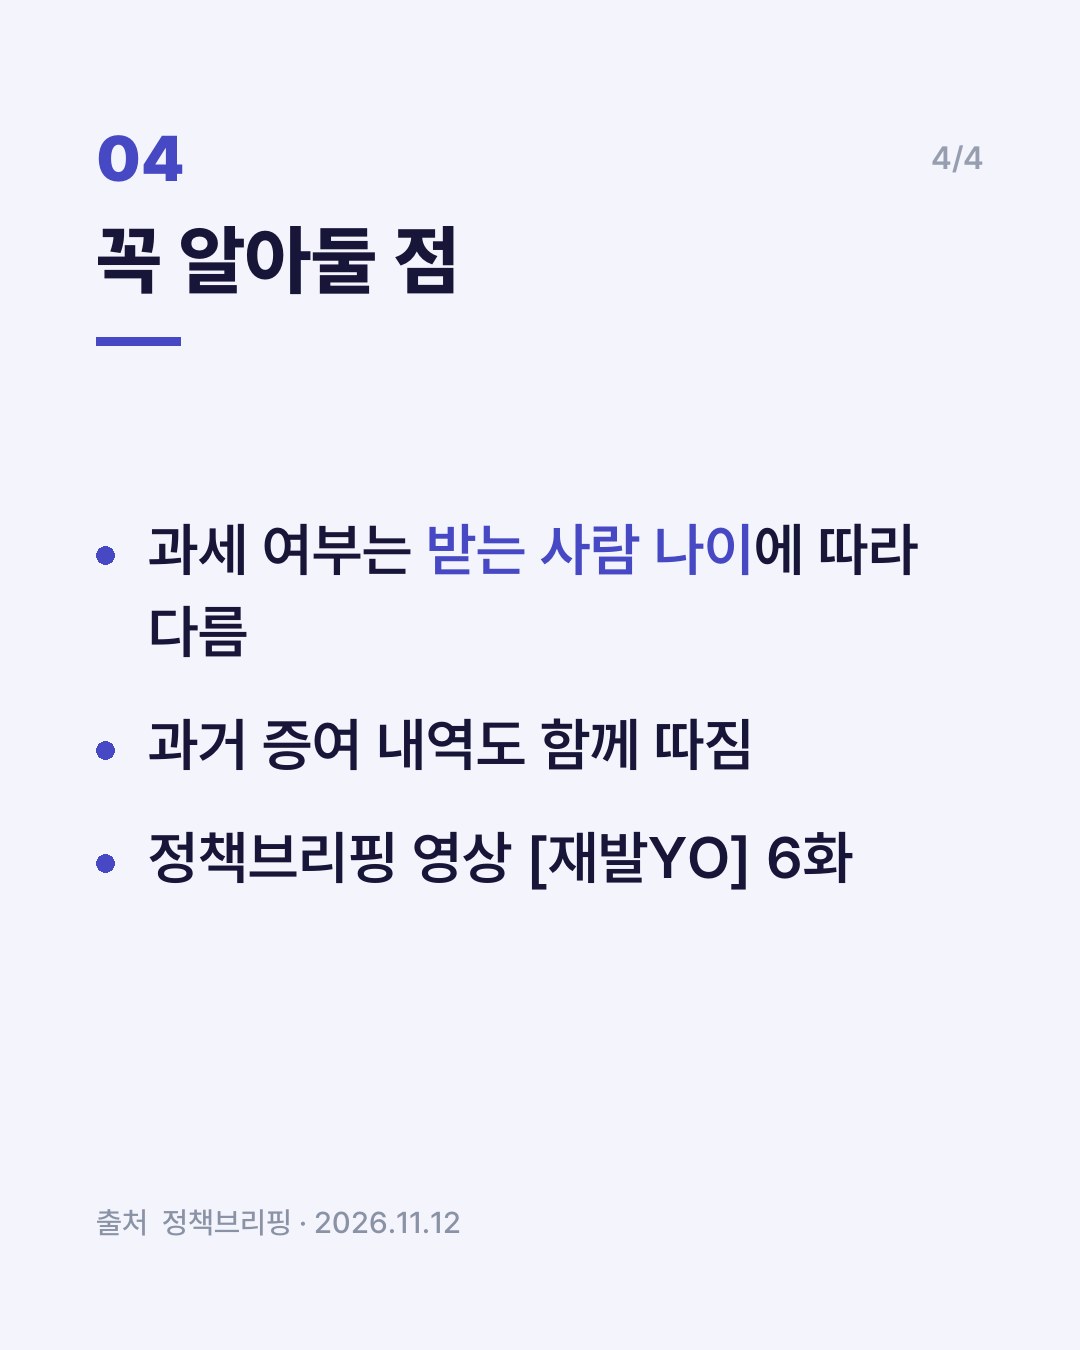 04
4/4
꼭 알아둘 점
과세 여부는 받는 사람 나이에 따라
다름
과거 증여 내역도 함께 따짐
정책브리핑 영상 [재발YO] 6화
출처 정책브리핑 · 2026.11.12